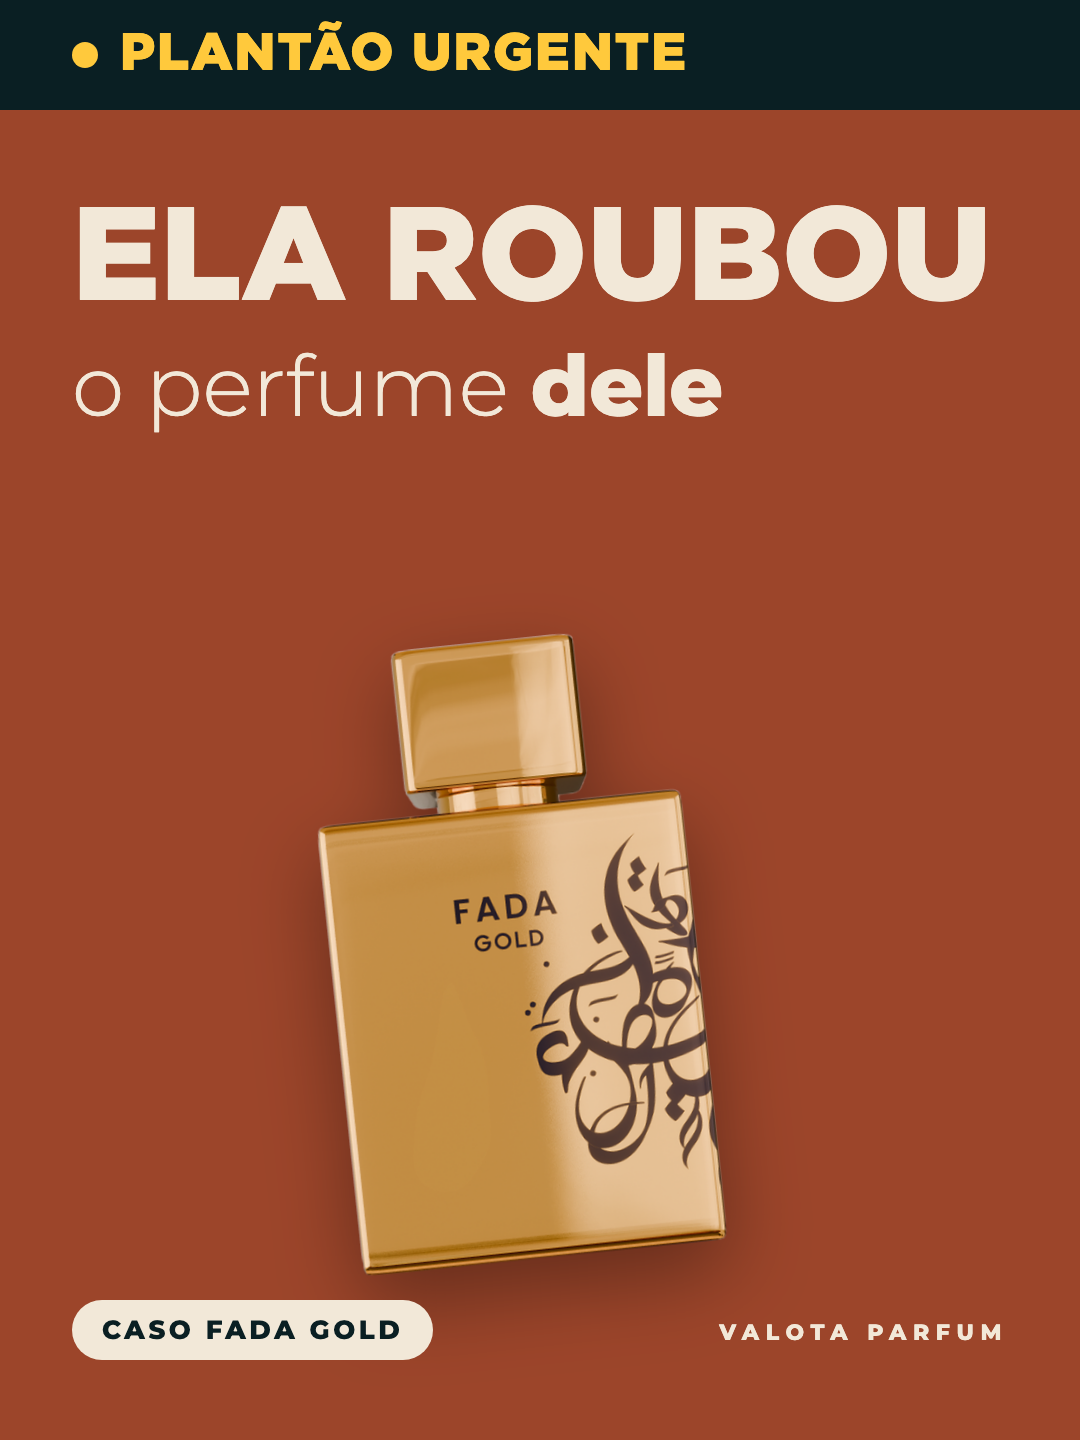 PLANTÃO URGENTE
ELA ROUBOU
o perfume dele
FADA
GOLD
CASO FADA GOLD
VALOTA PARFUM